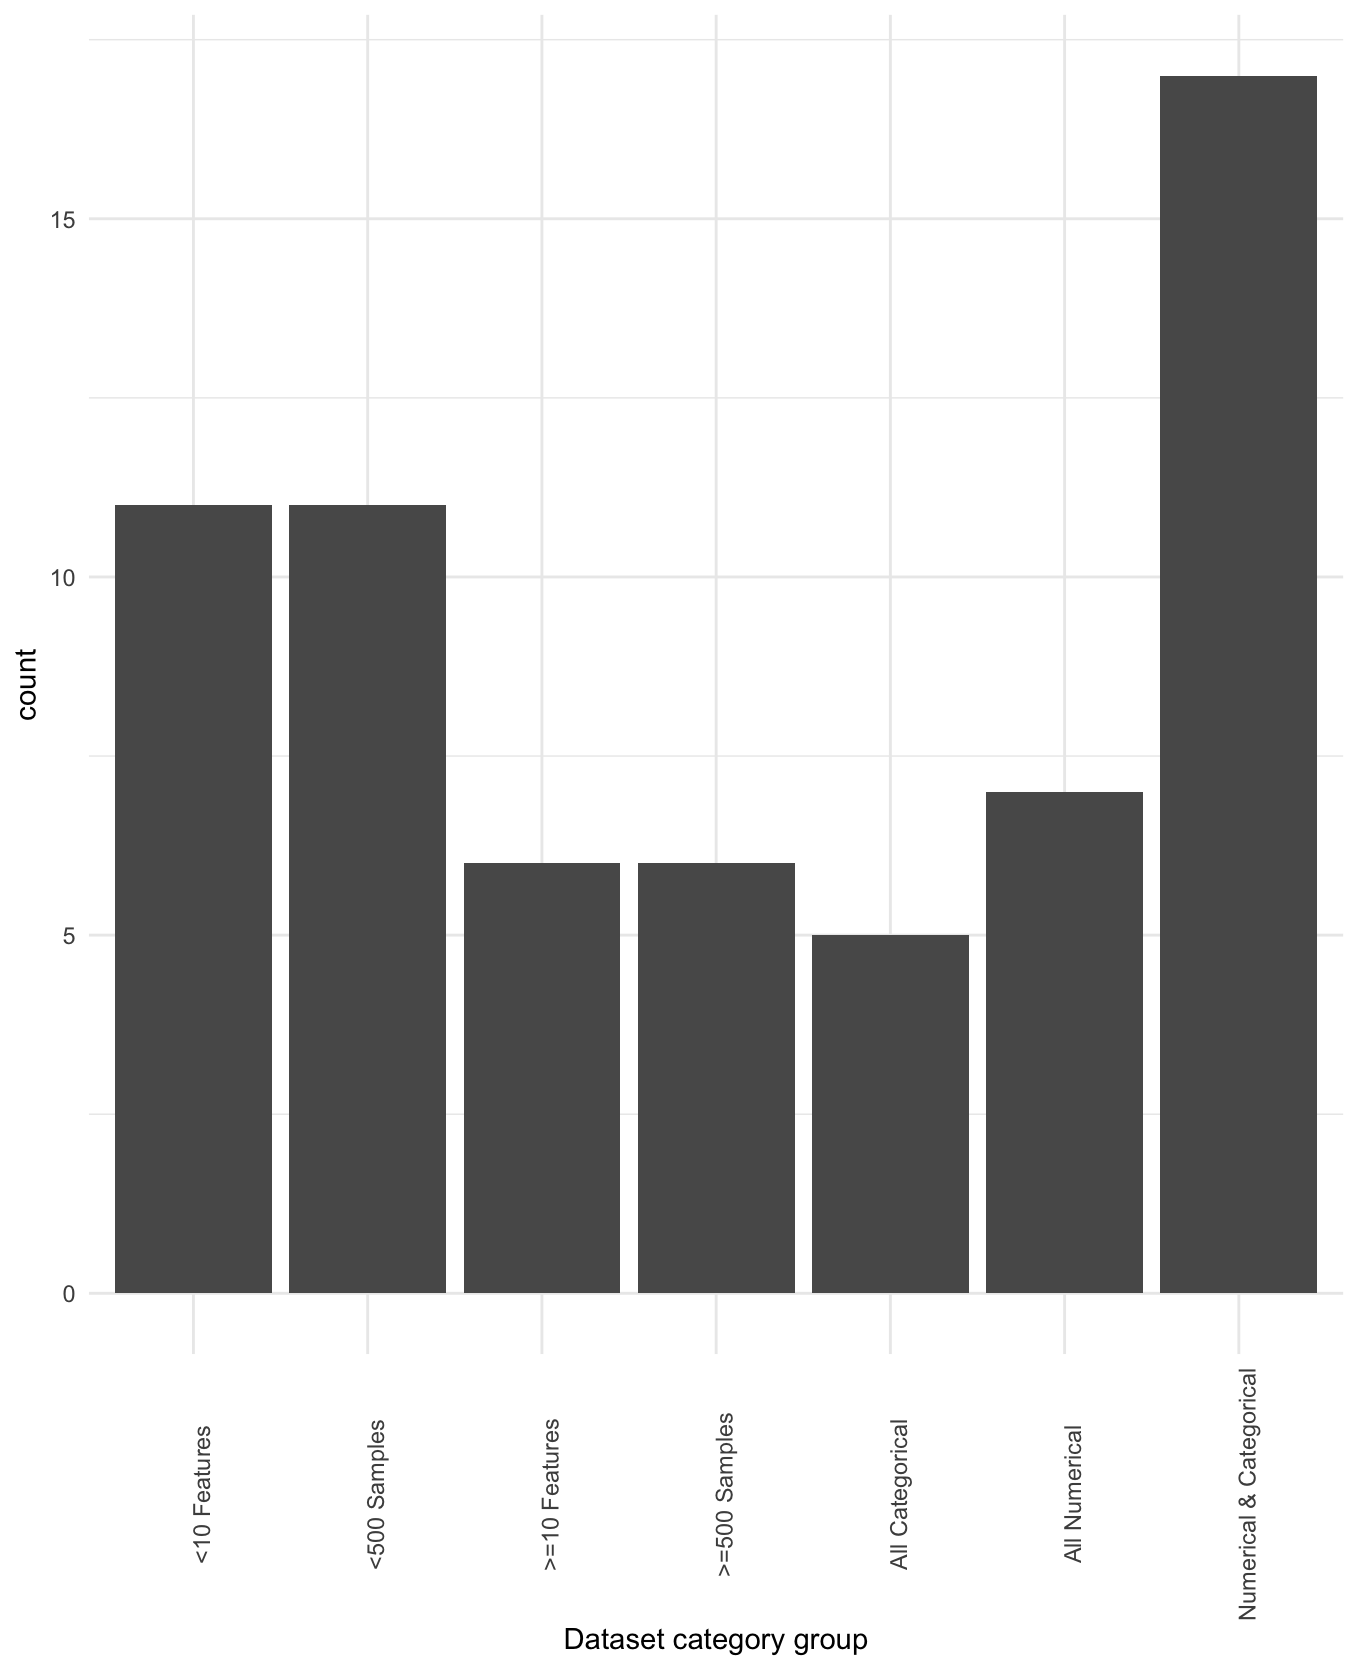 count
15
10
5
0
<10 Features
<500 Samples
>=10 Features
>=500 Samples
All Categorical
All Numerical
Numerical & Categorical
Dataset category group